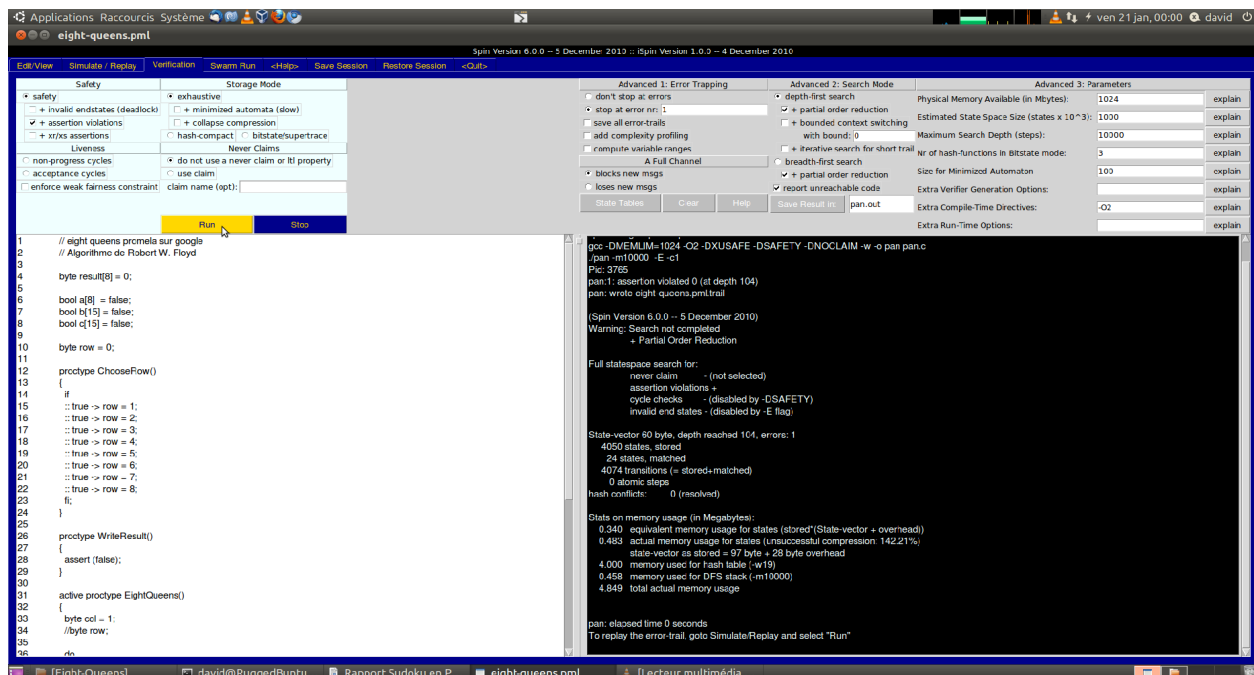 Applications Raccourcis Système
ven 21 jan, 00:00 david
eight-queens.pml
Spin Version 6.0.0 -- 5 December 2010 :: iSpin Version 1.0.0 -- 4 December 2010
Edit/View Simulate / Replay Verification Swarm Run <Help> Save Session Restore Session <Quit>
Safety Storage Mode
safety exhaustive
+ invalid endstates (deadlock) + minimized automata (slow)
+ assertion violations + collapse compression
+ xr/xs assertions hash-compact bitstate/supertrace
Liveness Never Claims
non-progress cycles do not use a never claim or ltl property
acceptance cycles use claim
enforce weak fairness constraint claim name (opt):
Run Stop
Advanced 1: Error Trapping
don't stop at errors
stop at error nr: 1
save all error-trails
add complexity profiling
compute variable ranges
A Full Channel
blocks new msgs
loses new msgs
State Tables Clear Help
Advanced 2: Search Mode
depth-first search
+ partial order reduction
+ bounded context switching
with bound: 0
+ iterative search for short trail
breadth-first search
+ partial order reduction
report unreachable code
Save Result in: pan.out
Advanced 3: Parameters
Physical Memory Available (in Mbytes): 1024 explain
Estimated State Space Size (states x 10^3): 1000 explain
Maximum Search Depth (steps): 10000 explain
Nr of hash-functions in Bitstate mode: 3 explain
Size for Minimized Automaton 100 explain
Extra Verifier Generation Options: explain
Extra Compile-Time Directives: -O2 explain
Extra Run-Time Options: explain
1 // eight queens promela sur google
2 // Algorithme de Robert W. Floyd
3
4 byte result[8] = 0;
5
6 bool a[8] = false;
7 bool b[15] = false;
8 bool c[15] = false;
9
10 byte row = 0;
11
12 proctype ChooseRow()
13 {
14 if
15 :: true -> row = 1;
16 :: true -> row = 2;
17 :: true -> row = 3;
18 :: true -> row = 4;
19 :: true -> row = 5;
20 :: true -> row = 6;
21 :: true -> row = 7;
22 :: true -> row = 8;
23 fi;
24 }
25
26 proctype WriteResult()
27 {
28 assert (false);
29 }
30
31 active proctype EightQueens()
32 {
33 byte col = 1;
34 //byte row;
35
36 do
gcc -DMEMLIM=1024 -O2 -DXUSAFE -DSAFETY -DNOCLAIM -w -o pan pan.c
./pan -m10000 -E -c1
Pid: 3765
pan:1: assertion violated 0 (at depth 104)
pan: wrote eight-queens.pml.trail
(Spin Version 6.0.0 -- 5 December 2010)
Warning: Search not completed
+ Partial Order Reduction
Full statespace search for:
never claim - (not selected)
assertion violations +
cycle checks - (disabled by -DSAFETY)
invalid end states - (disabled by -E flag)
State-vector 60 byte, depth reached 104, errors: 1
4050 states, stored
24 states, matched
4074 transitions (= stored+matched)
0 atomic steps
hash conflicts: 0 (resolved)
Stats on memory usage (in Megabytes):
0.340 equivalent memory usage for states (stored*(State-vector + overhead))
0.483 actual memory usage for states (unsuccessful compression: 142.21%)
state-vector as stored = 97 byte + 28 byte overhead
4.000 memory used for hash table (-w19)
0.458 memory used for DFS stack (-m10000)
4.849 total actual memory usage
pan: elapsed time 0 seconds
To replay the error-trail, goto Simulate/Replay and select "Run"
[Eight-Queens] david@RuggedBuntu Rapport Sudoku en P eight-queens.pml [Lecteur multimédia